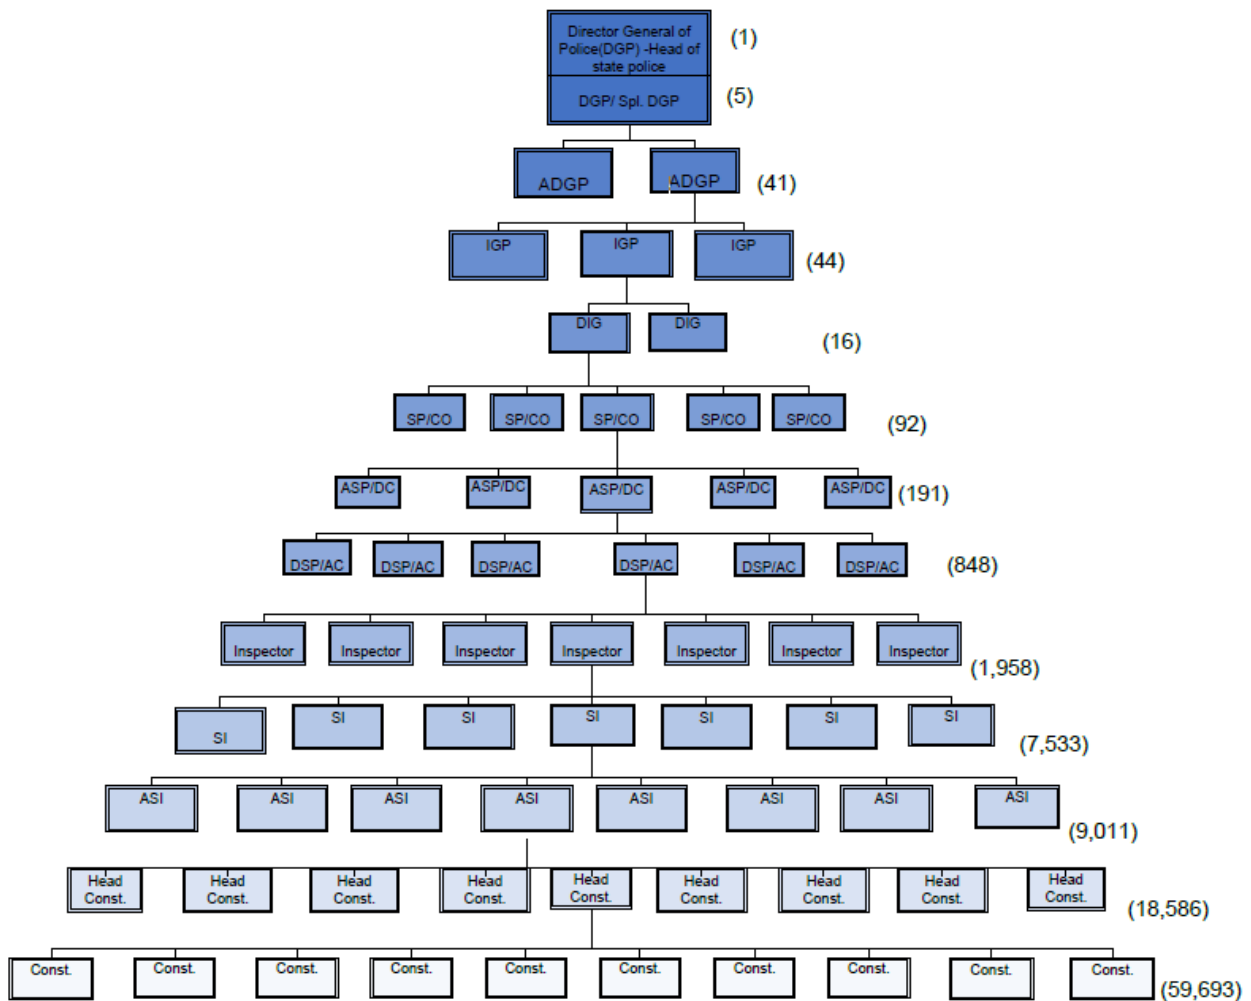 Director General of
Police(DGP) -Head of
state police
(1)
DGP/ Spl. DGP
(5)
ADGP
ADGP
(41)
IGP
IGP
IGP
(44)
DIG
DIG
(16)
SP/CO
SP/CO
SP/CO
SP/CO
SP/CO
(92)
ASP/DC
ASP/DC
ASP/DC
ASP/DC
ASP/DC
(191)
DSP/AC
DSP/AC
DSP/AC
DSP/AC
DSP/AC
DSP/AC
(848)
Inspector
Inspector
Inspector
Inspector
Inspector
Inspector
Inspector
(1,958)
SI
SI
SI
SI
SI
SI
SI
(7,533)
ASI
ASI
ASI
ASI
ASI
ASI
ASI
ASI
(9,011)
Head
Const.
Head
Const.
Head
Const.
Head
Const.
Head
Const.
Head
Const.
Head
Const.
Head
Const.
Head
Const.
(18,586)
Const.
Const.
Const.
Const.
Const.
Const.
Const.
Const.
Const.
Const.
(59,693)